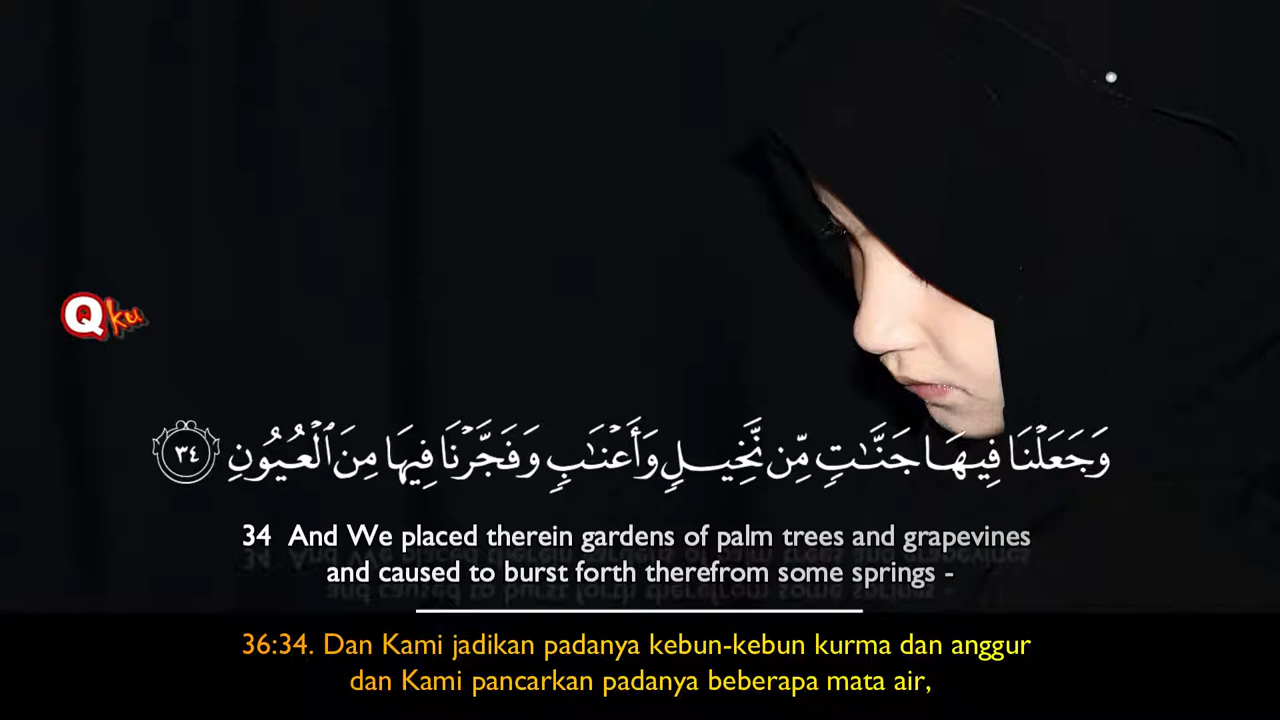 Qku
وَجَعَلْنَا فِيهَا جَنَّـٰتٍ مِّن نَّخِيلٍ وَأَعْنَـٰبٍ وَفَجَّرْنَا فِيهَا مِنَ ٱلْعُيُونِ ٣٤
34 And We placed therein gardens of palm trees and grapevines
and caused to burst forth therefrom some springs -
36:34. Dan Kami jadikan padanya kebun-kebun kurma dan anggur
dan Kami pancarkan padanya beberapa mata air,